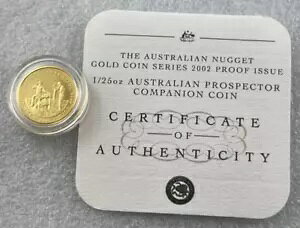 THE AUSTRALIAN NUGGET
GOLD COIN SERIES 2002 PROOF ISSUE
1/25oz AUSTRALIAN PROSPECTOR
COMPANION COIN
CERTIFICATE
OF
AUTHENTICITY